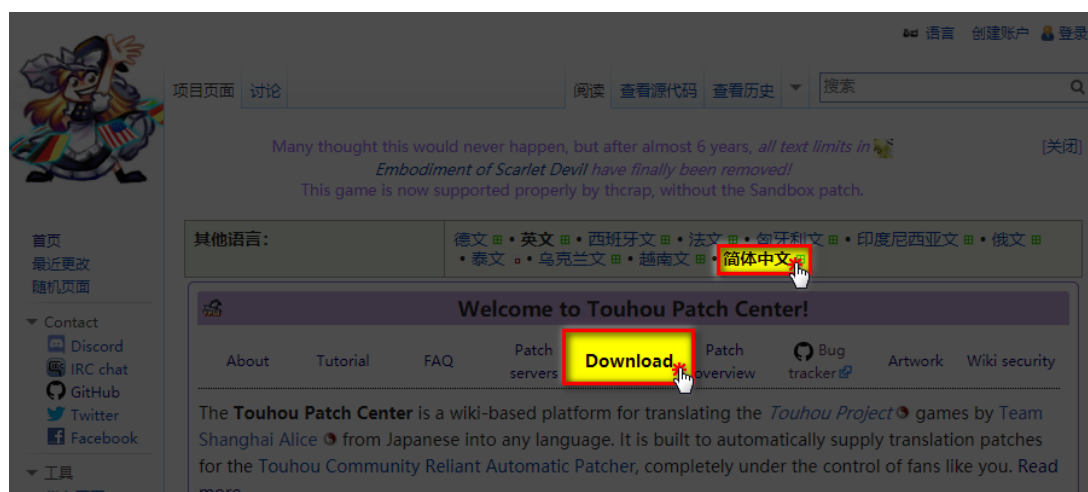 语言 创建账户 登录
项目页面 讨论 阅读 查看源代码 查看历史 搜索
Many thought this would never happen, but after almost 6 years, all text limits in
[关闭]
Embodiment of Scarlet Devil have finally been removed!
This game is now supported properly by thcrap, without the Sandbox patch.
首页
最近更改
随机页面
Contact
Discord
IRC chat
GitHub
Twitter
Facebook
工具
其他语言:
德文 • 英文 • 西班牙文 • 法文 • 匈牙利文 • 印度尼西亚文 • 俄文
• 泰文 • 乌克兰文 • 越南文 • 简体中文
Welcome to Touhou Patch Center!
About Tutorial FAQ Patch servers Download Patch overview Bug tracker Artwork Wiki security
The Touhou Patch Center is a wiki-based platform for translating the Touhou Project games by Team
Shanghai Alice from Japanese into any language. It is built to automatically supply translation patches
for the Touhou Community Reliant Automatic Patcher, completely under the control of fans like you. Read